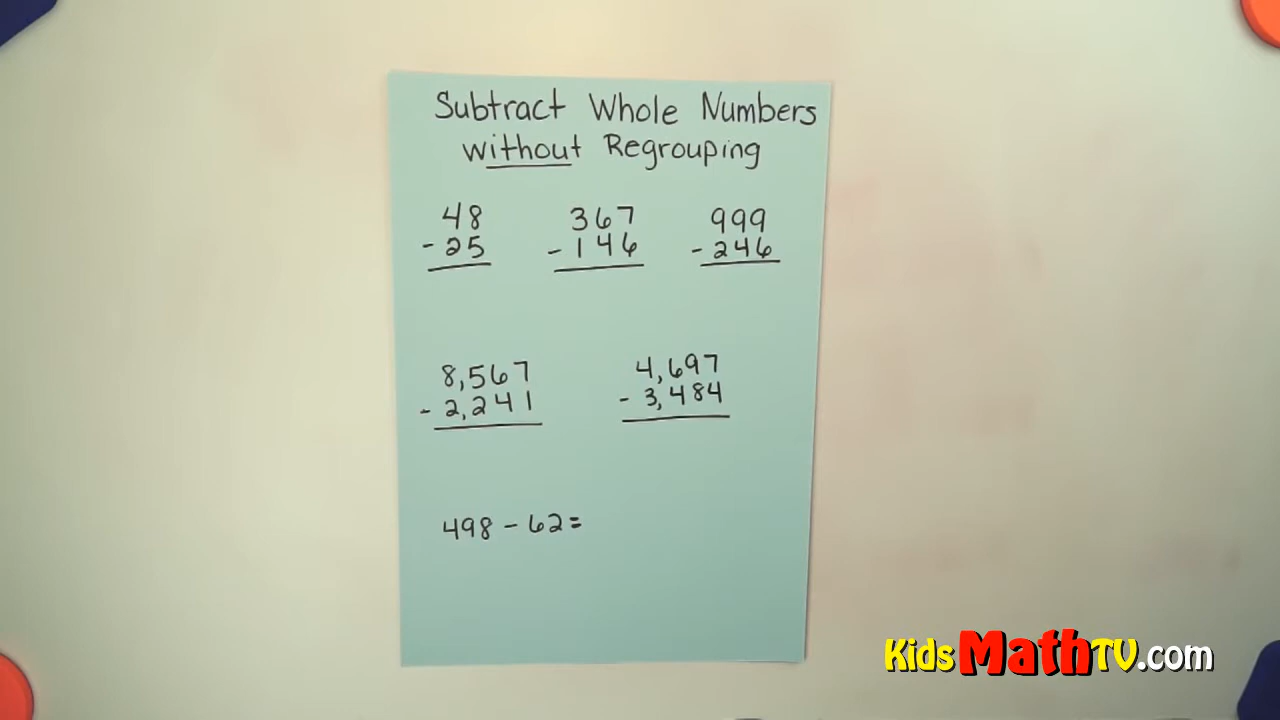 Subtract Whole Numbers
without Regrouping
48 367 999
- 25 - 146 - 246
8,567 4,697
- 2,241 - 3,484
498 - 62 =
KidsMathTV.com